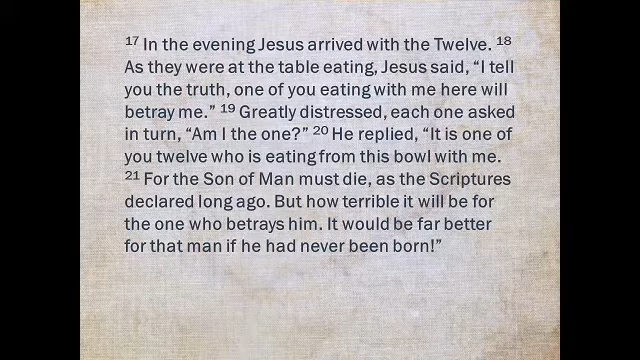 17 In the evening Jesus arrived with the Twelve. 18
As they were at the table eating, Jesus said, “I tell
you the truth, one of you eating with me here will
betray me.” 19 Greatly distressed, each one asked
in turn, “Am I the one?” 20 He replied, “It is one of
you twelve who is eating from this bowl with me.
21 For the Son of Man must die, as the Scriptures
declared long ago. But how terrible it will be for
the one who betrays him. It would be far better
for that man if he had never been born!”